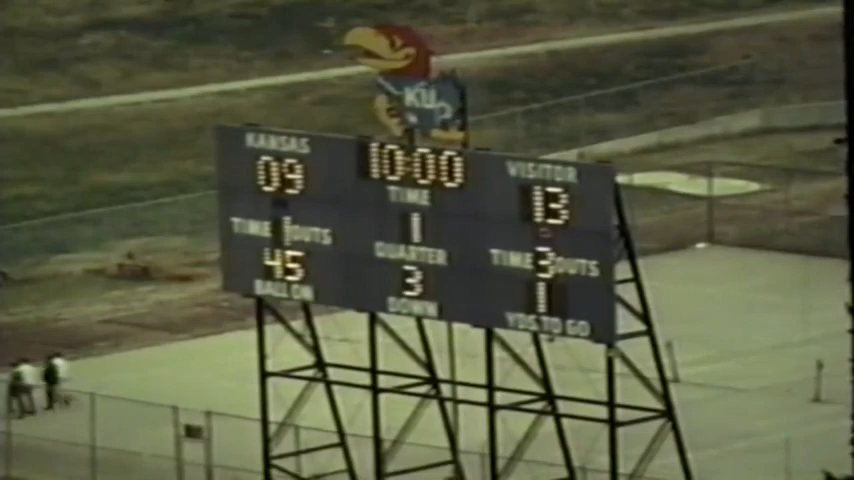 KU
KANSAS 10:00 VISITOR
09 TIME 13
TIME 1 OUTS 1 TIME 3 OUTS
QUARTER
45 3 1
BALL ON DOWN YDS. TO GO